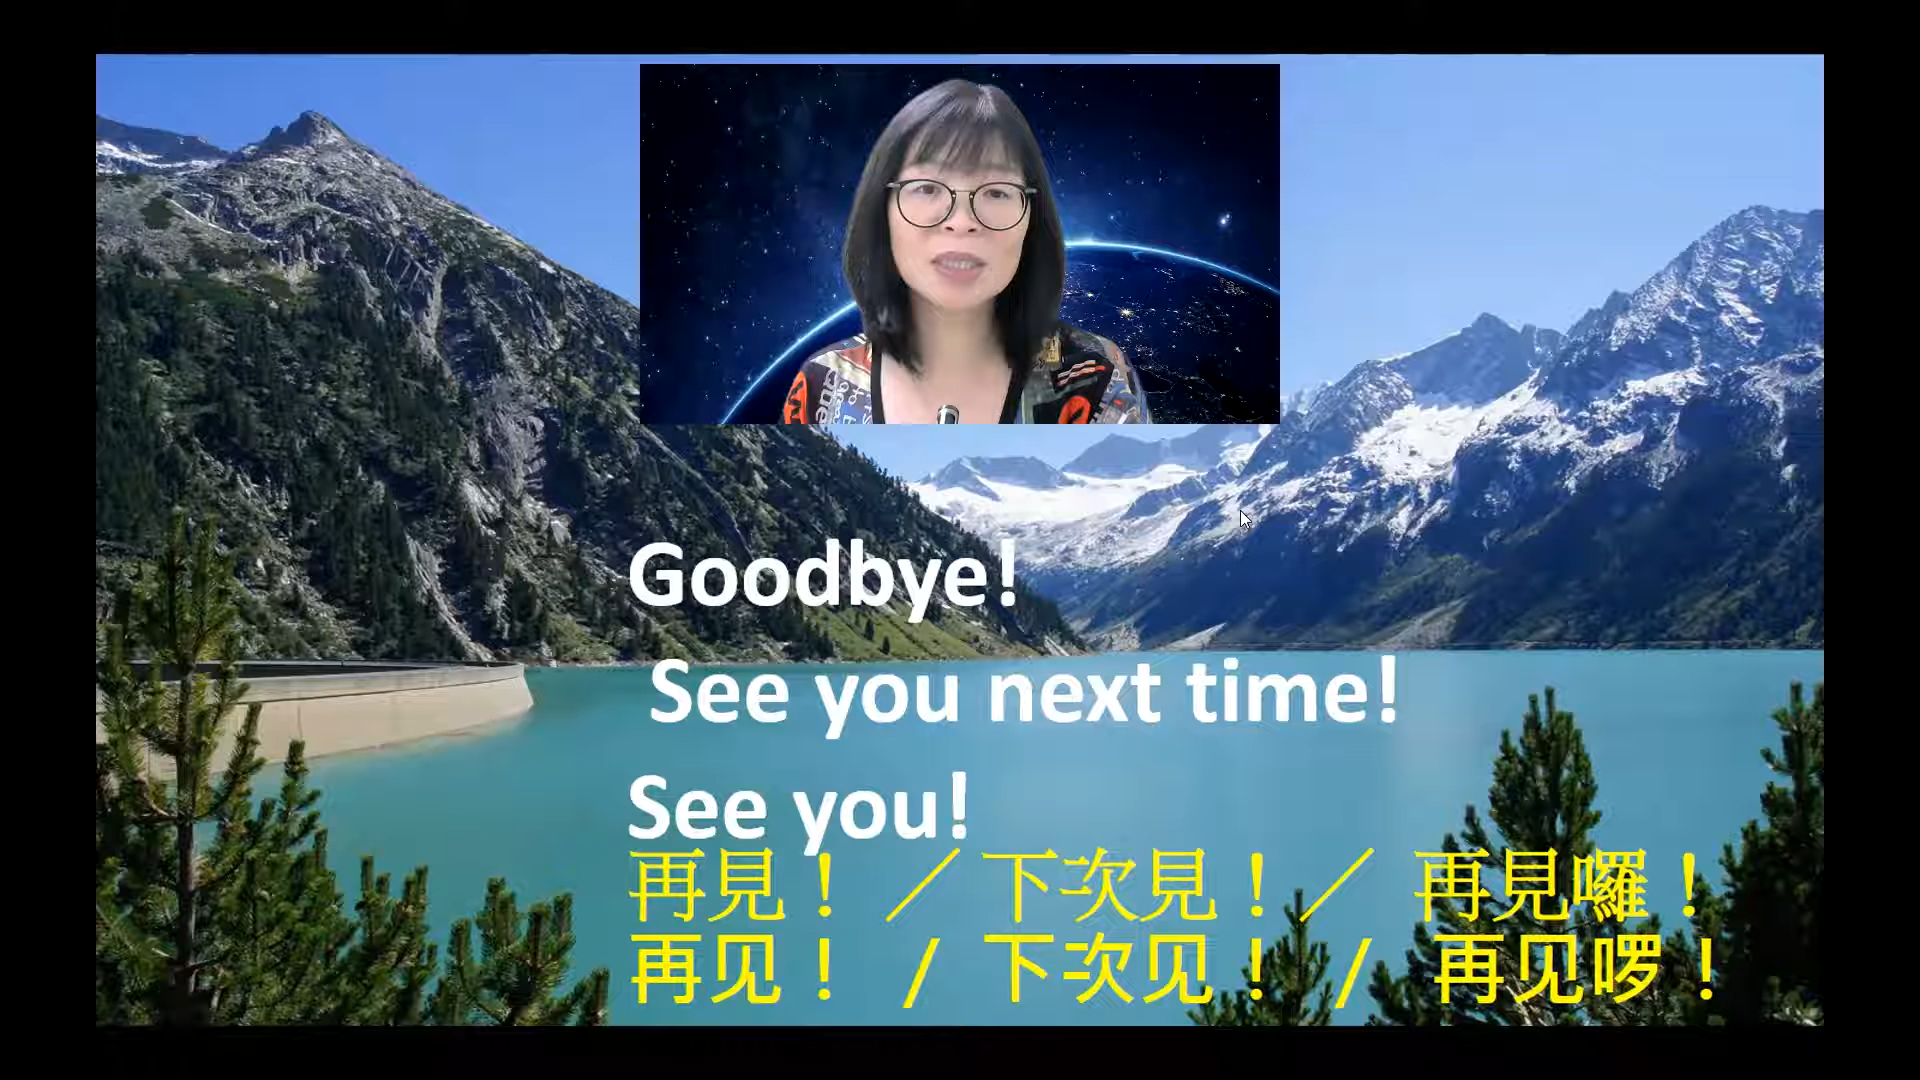 Goodbye!
See you next time!
See you!
再見！／下次見！／ 再見囉！
再见！ / 下次见！ / 再见啰！